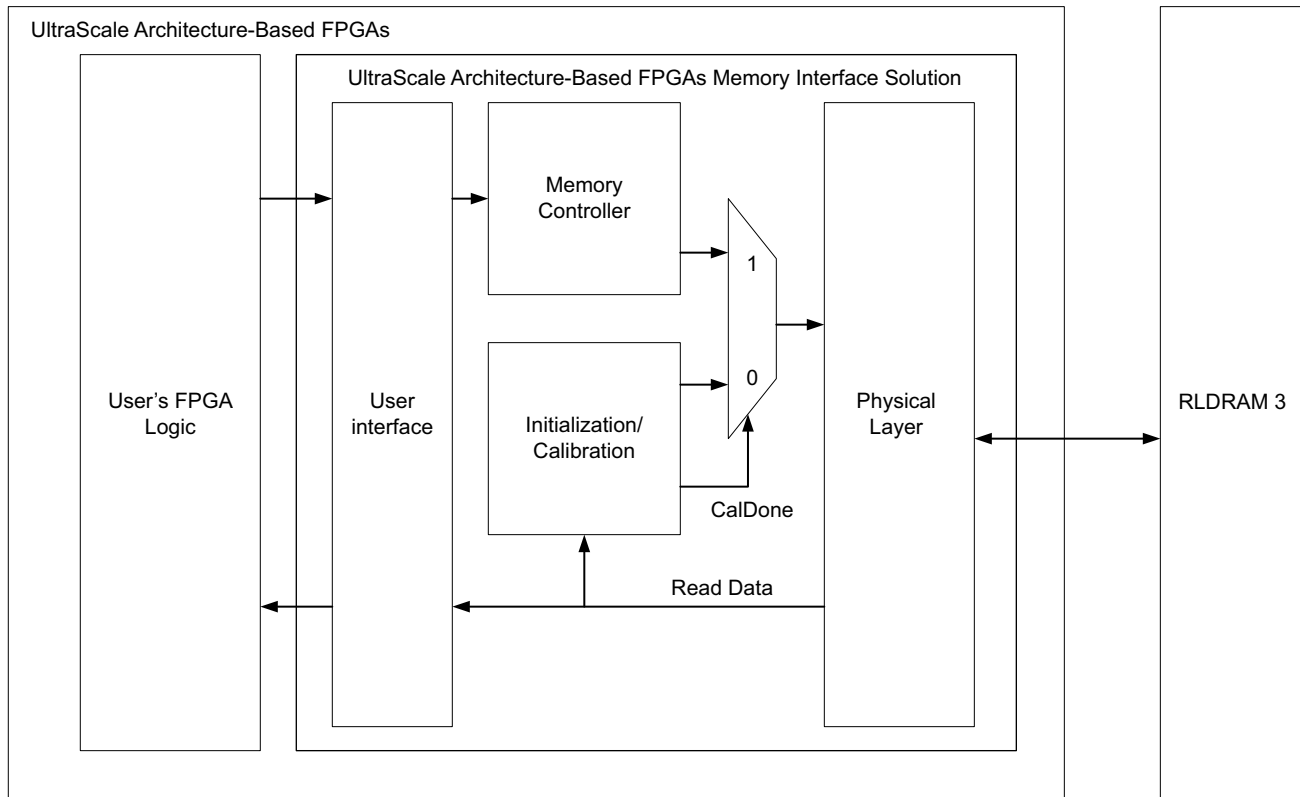 UltraScale Architecture-Based FPGAs
UltraScale Architecture-Based FPGAs Memory Interface Solution
Memory
Controller
1
0
User’s FPGA
Logic
User
interface
Initialization/
Calibration
Physical
Layer
RLDRAM 3
CalDone
Read Data